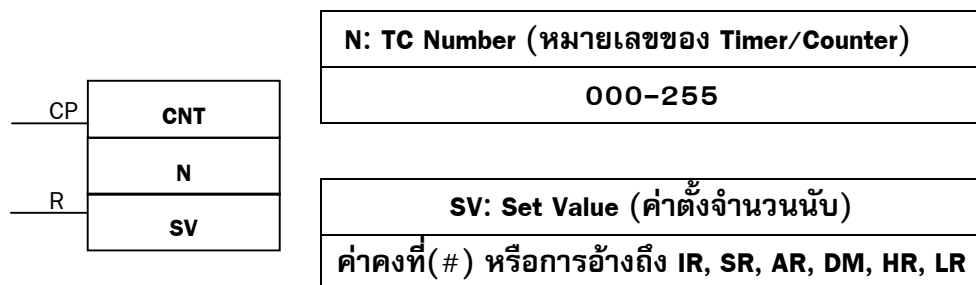 CP
CNT
N
R
SV
N: TC Number (หมายเลขของ Timer/Counter)
000-255
SV: Set Value (ค่าตั้งจำนวนนับ)
ค่าคงที่(#) หรือการอ้างถึง IR, SR, AR, DM, HR, LR